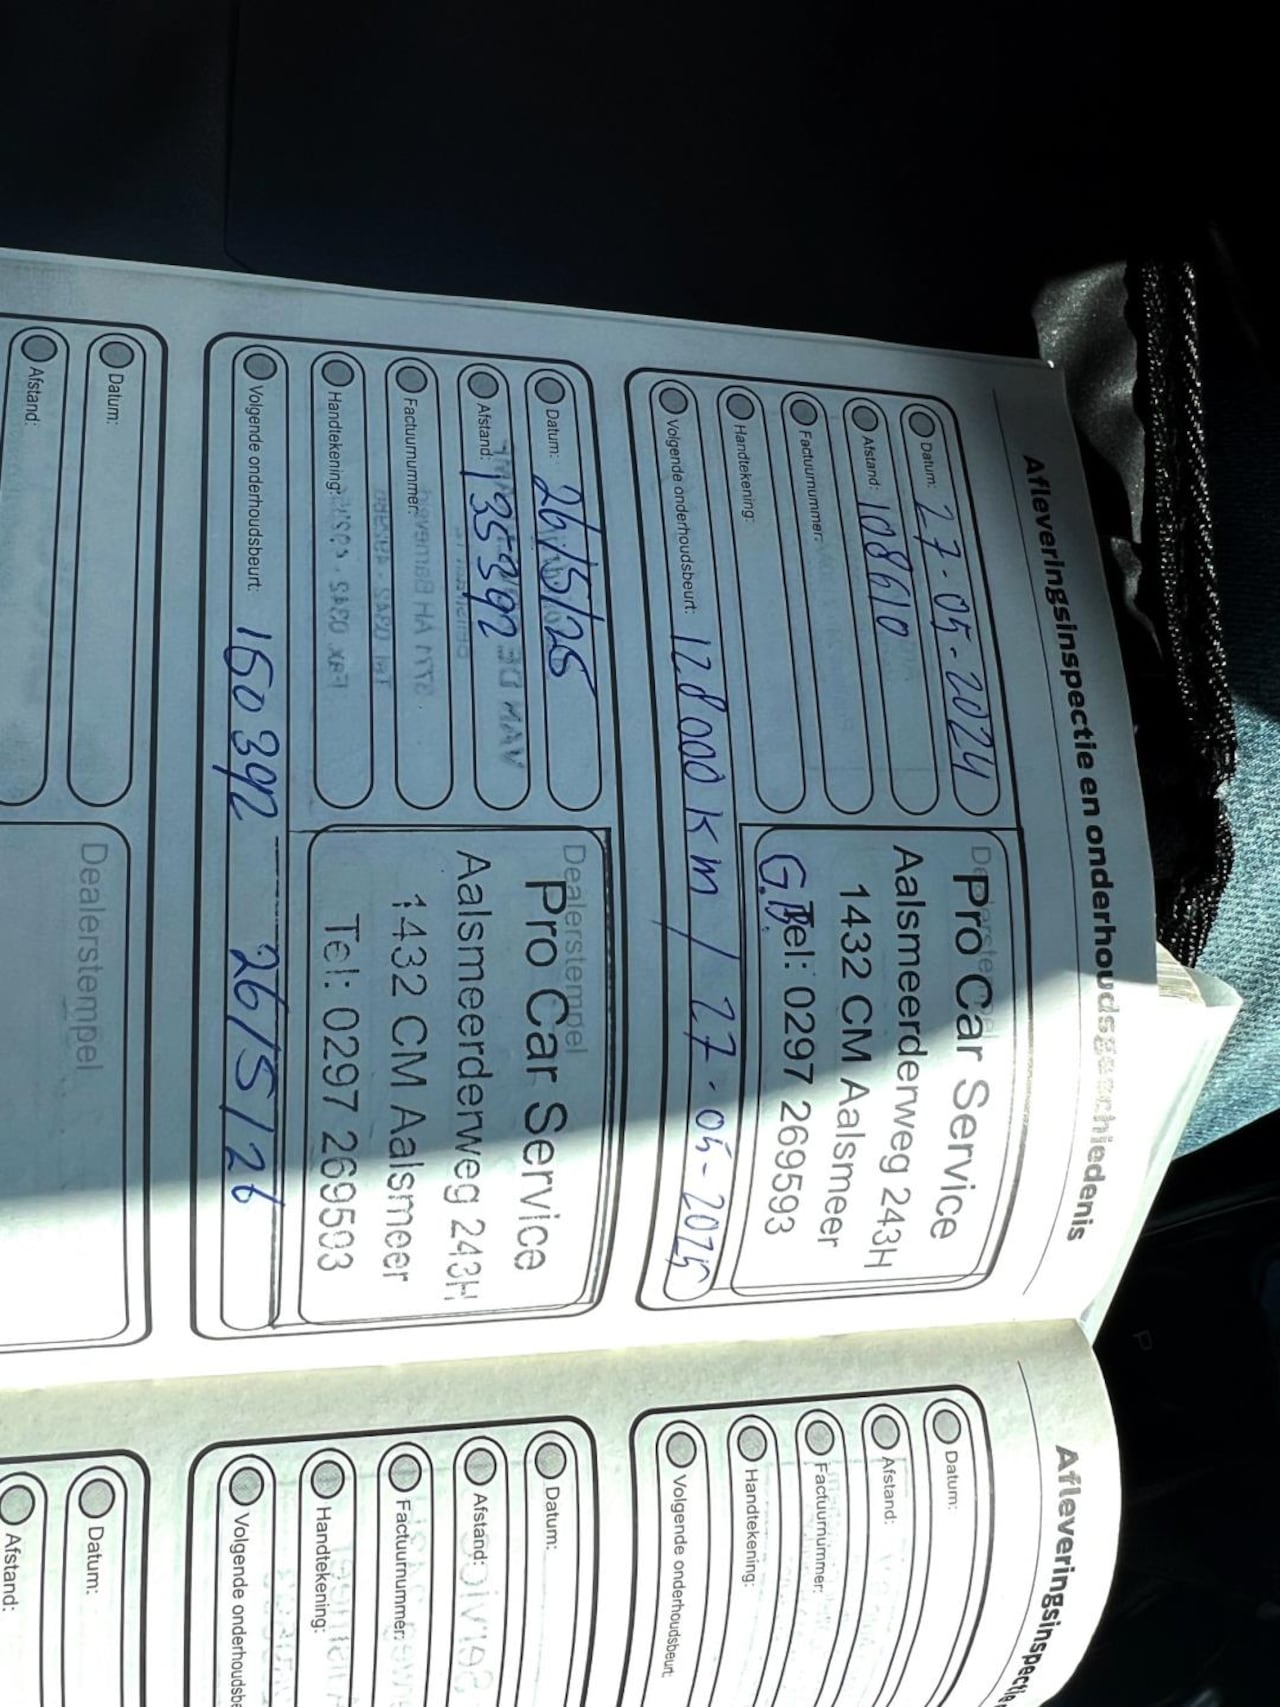 Afleveringsinspectie en onderhoudsgeschiedenis
Datum: 27-05-2024
Afstand: 108610
Factuurnummer:
Handtekening:
Volgende onderhoudsbeurt: 128000 km / 27-05-2025
Dealerstempel
Pro Car Service
Aalsmeerderweg 243H
1432 CM Aalsmeer
Tel: 0297 269593
G.B.
Datum: 26/5/25
Afstand: 135392
Factuurnummer:
Handtekening:
Volgende onderhoudsbeurt: 150392 26/5/26
Dealerstempel
Pro Car Service
Aalsmeerderweg 243H
1432 CM Aalsmeer
Tel: 0297 269593
Datum:
Afstand:
Dealerstempel
Afleveringsinspectie
Datum:
Afstand:
Factuurnummer:
Handtekening:
Volgende onderhoudsbeurt:
Datum:
Afstand:
Factuurnummer:
Handtekening:
Volgende onderhoudsbe
Datum:
Afstand:
P